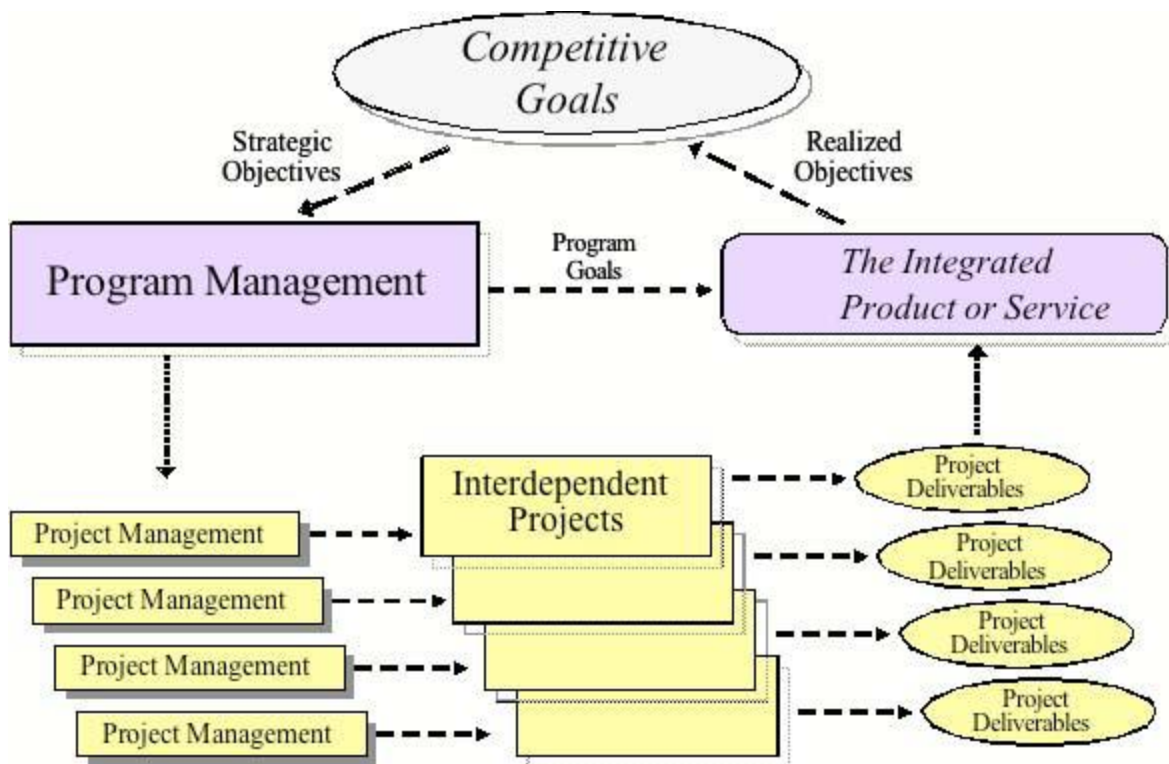 Competitive
Goals
Strategic
Objectives
Realized
Objectives
Program Management
Program
Goals
The Integrated
Product or Service
Interdependent
Projects
Project Management
Project Management
Project Management
Project Management
Project
Deliverables
Project
Deliverables
Project
Deliverables
Project
Deliverables